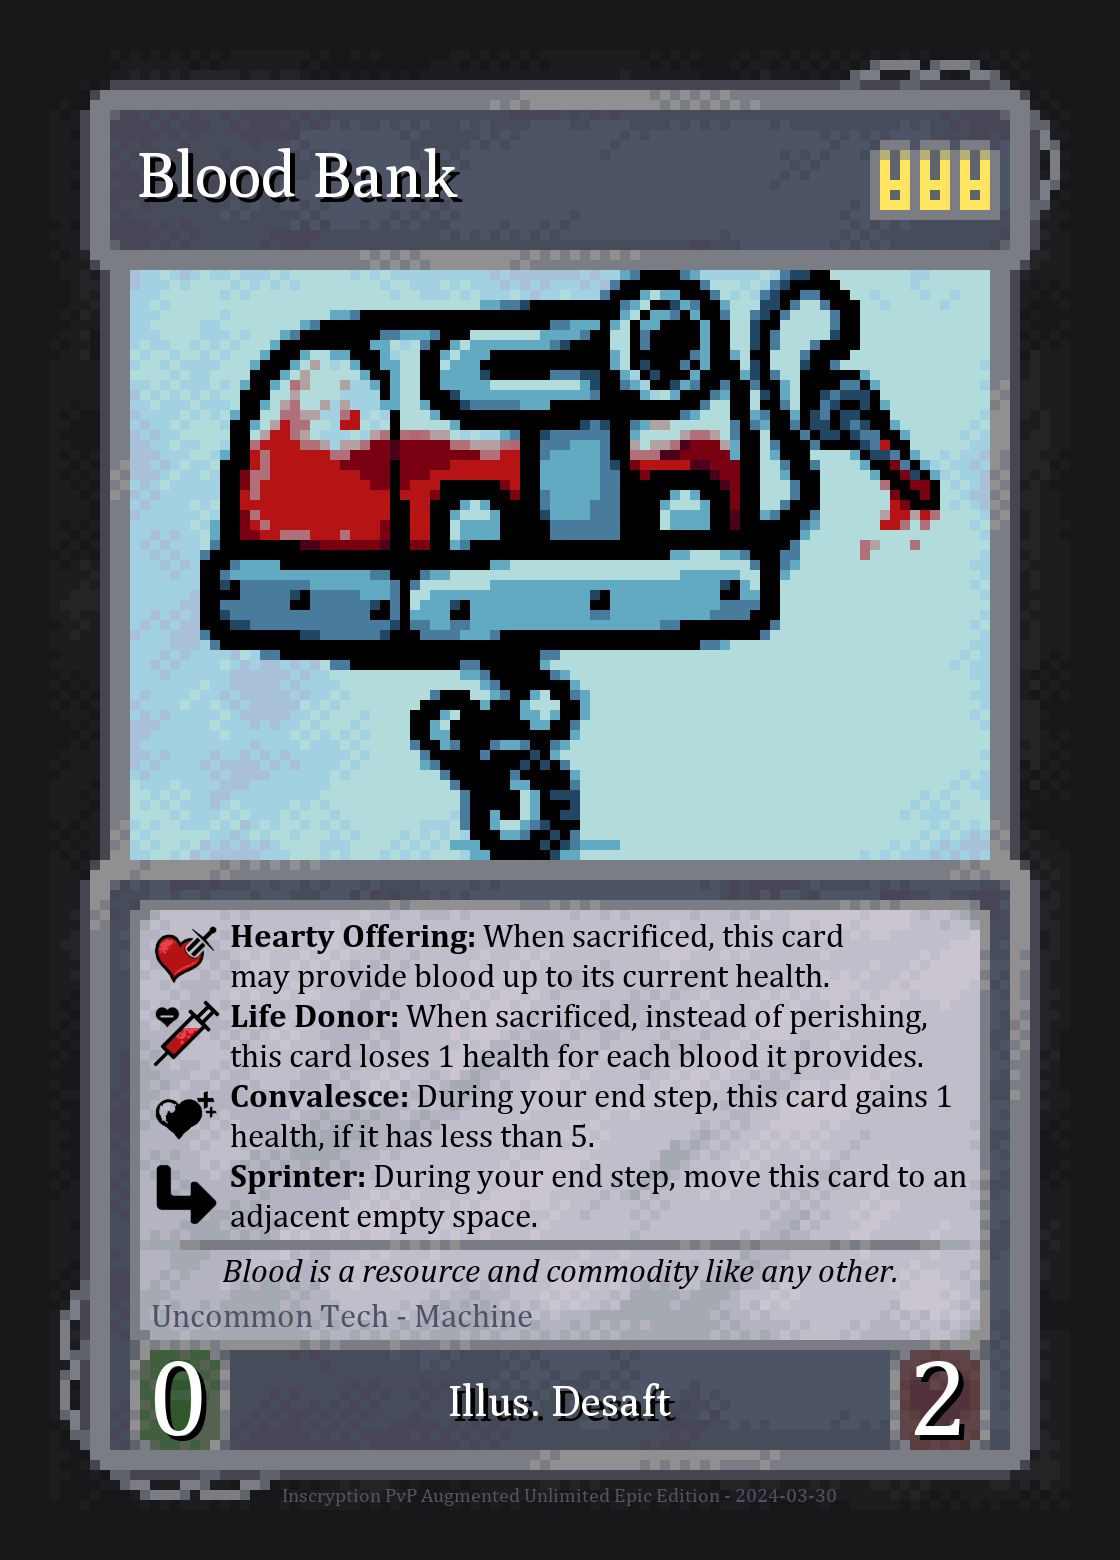 Blood Bank
Hearty Offering: When sacrificed, this card
may provide blood up to its current health.
Life Donor: When sacrificed, instead of perishing,
this card loses 1 health for each blood it provides.
Convalesce: During your end step, this card gains 1
health, if it has less than 5.
Sprinter: During your end step, move this card to an
adjacent empty space.
Blood is a resource and commodity like any other.
Uncommon Tech - Machine
0
Illus. Desaft
2
Inscryption PvP Augmented Unlimited Epic Edition - 2024-03-30